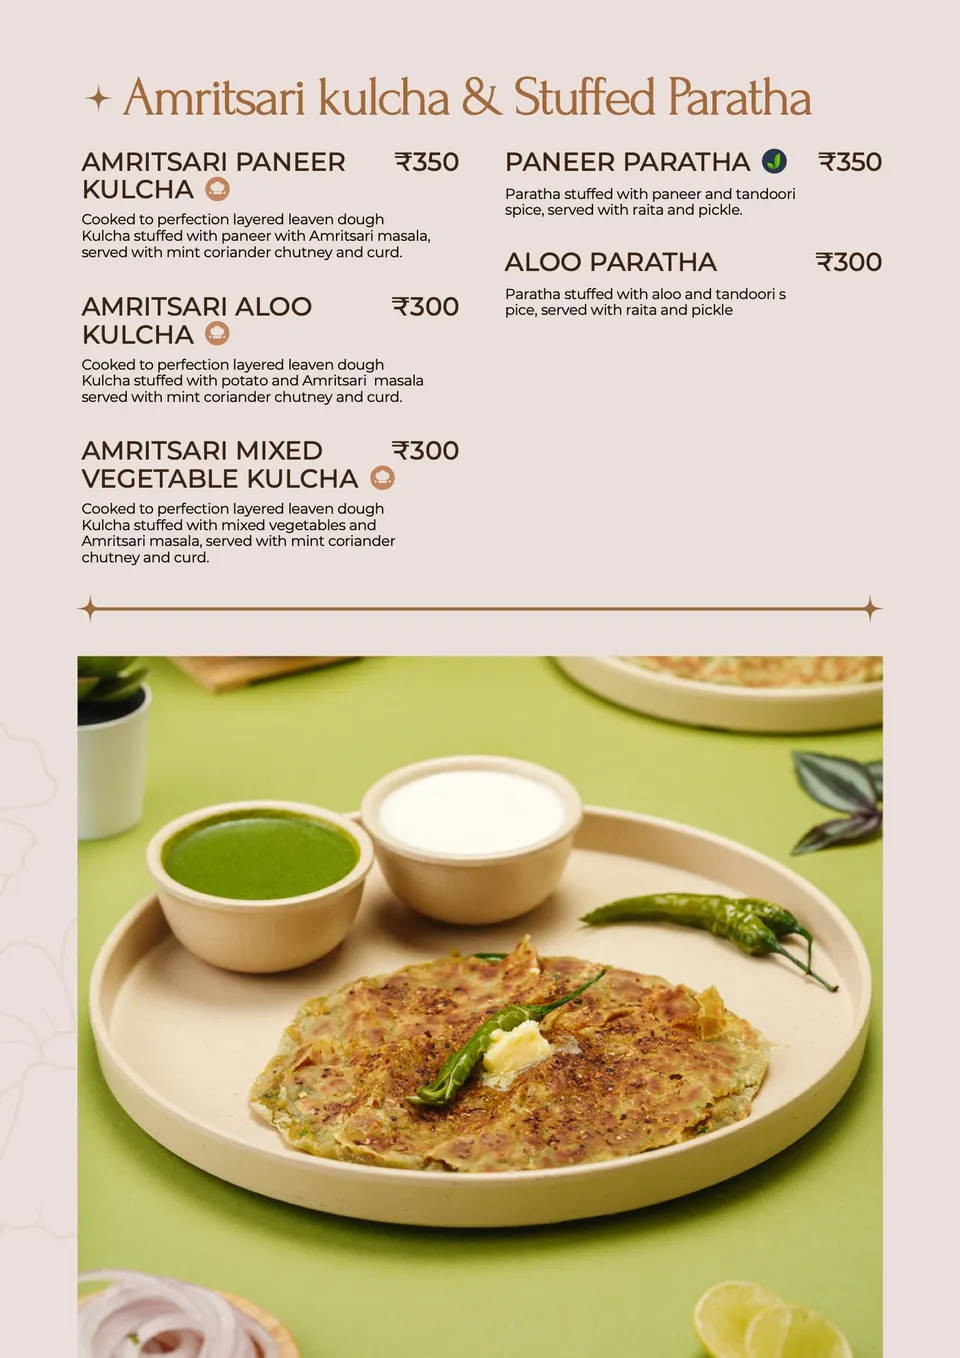 Amritsari kulcha & Stuffed Paratha
AMRITSARI PANEER ₹350
KULCHA
Cooked to perfection layered leaven dough
Kulcha stuffed with paneer with Amritsari masala,
served with mint coriander chutney and curd.
AMRITSARI ALOO ₹300
KULCHA
Cooked to perfection layered leaven dough
Kulcha stuffed with potato and Amritsari  masala
served with mint coriander chutney and curd.
AMRITSARI MIXED ₹300
VEGETABLE KULCHA
Cooked to perfection layered leaven dough
Kulcha stuffed with mixed vegetables and
Amritsari masala, served with mint coriander
chutney and curd.
PANEER PARATHA ₹350
Paratha stuffed with paneer and tandoori
spice, served with raita and pickle.
ALOO PARATHA ₹300
Paratha stuffed with aloo and tandoori s
pice, served with raita and pickle